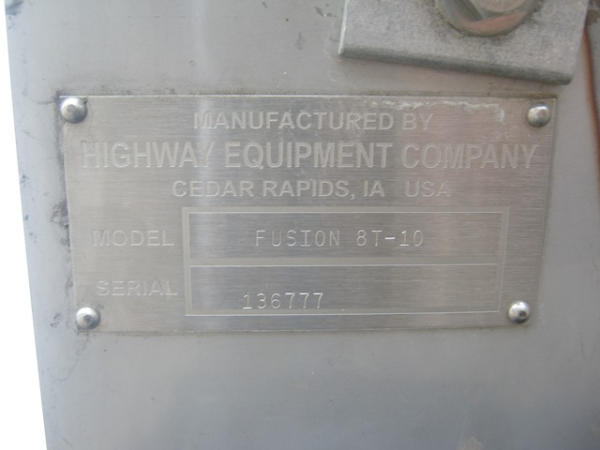 MANUFACTURED BY
HIGHWAY EQUIPMENT COMPANY
CEDAR RAPIDS, IA USA
MODEL FUSION 8T-10
SERIAL 136777